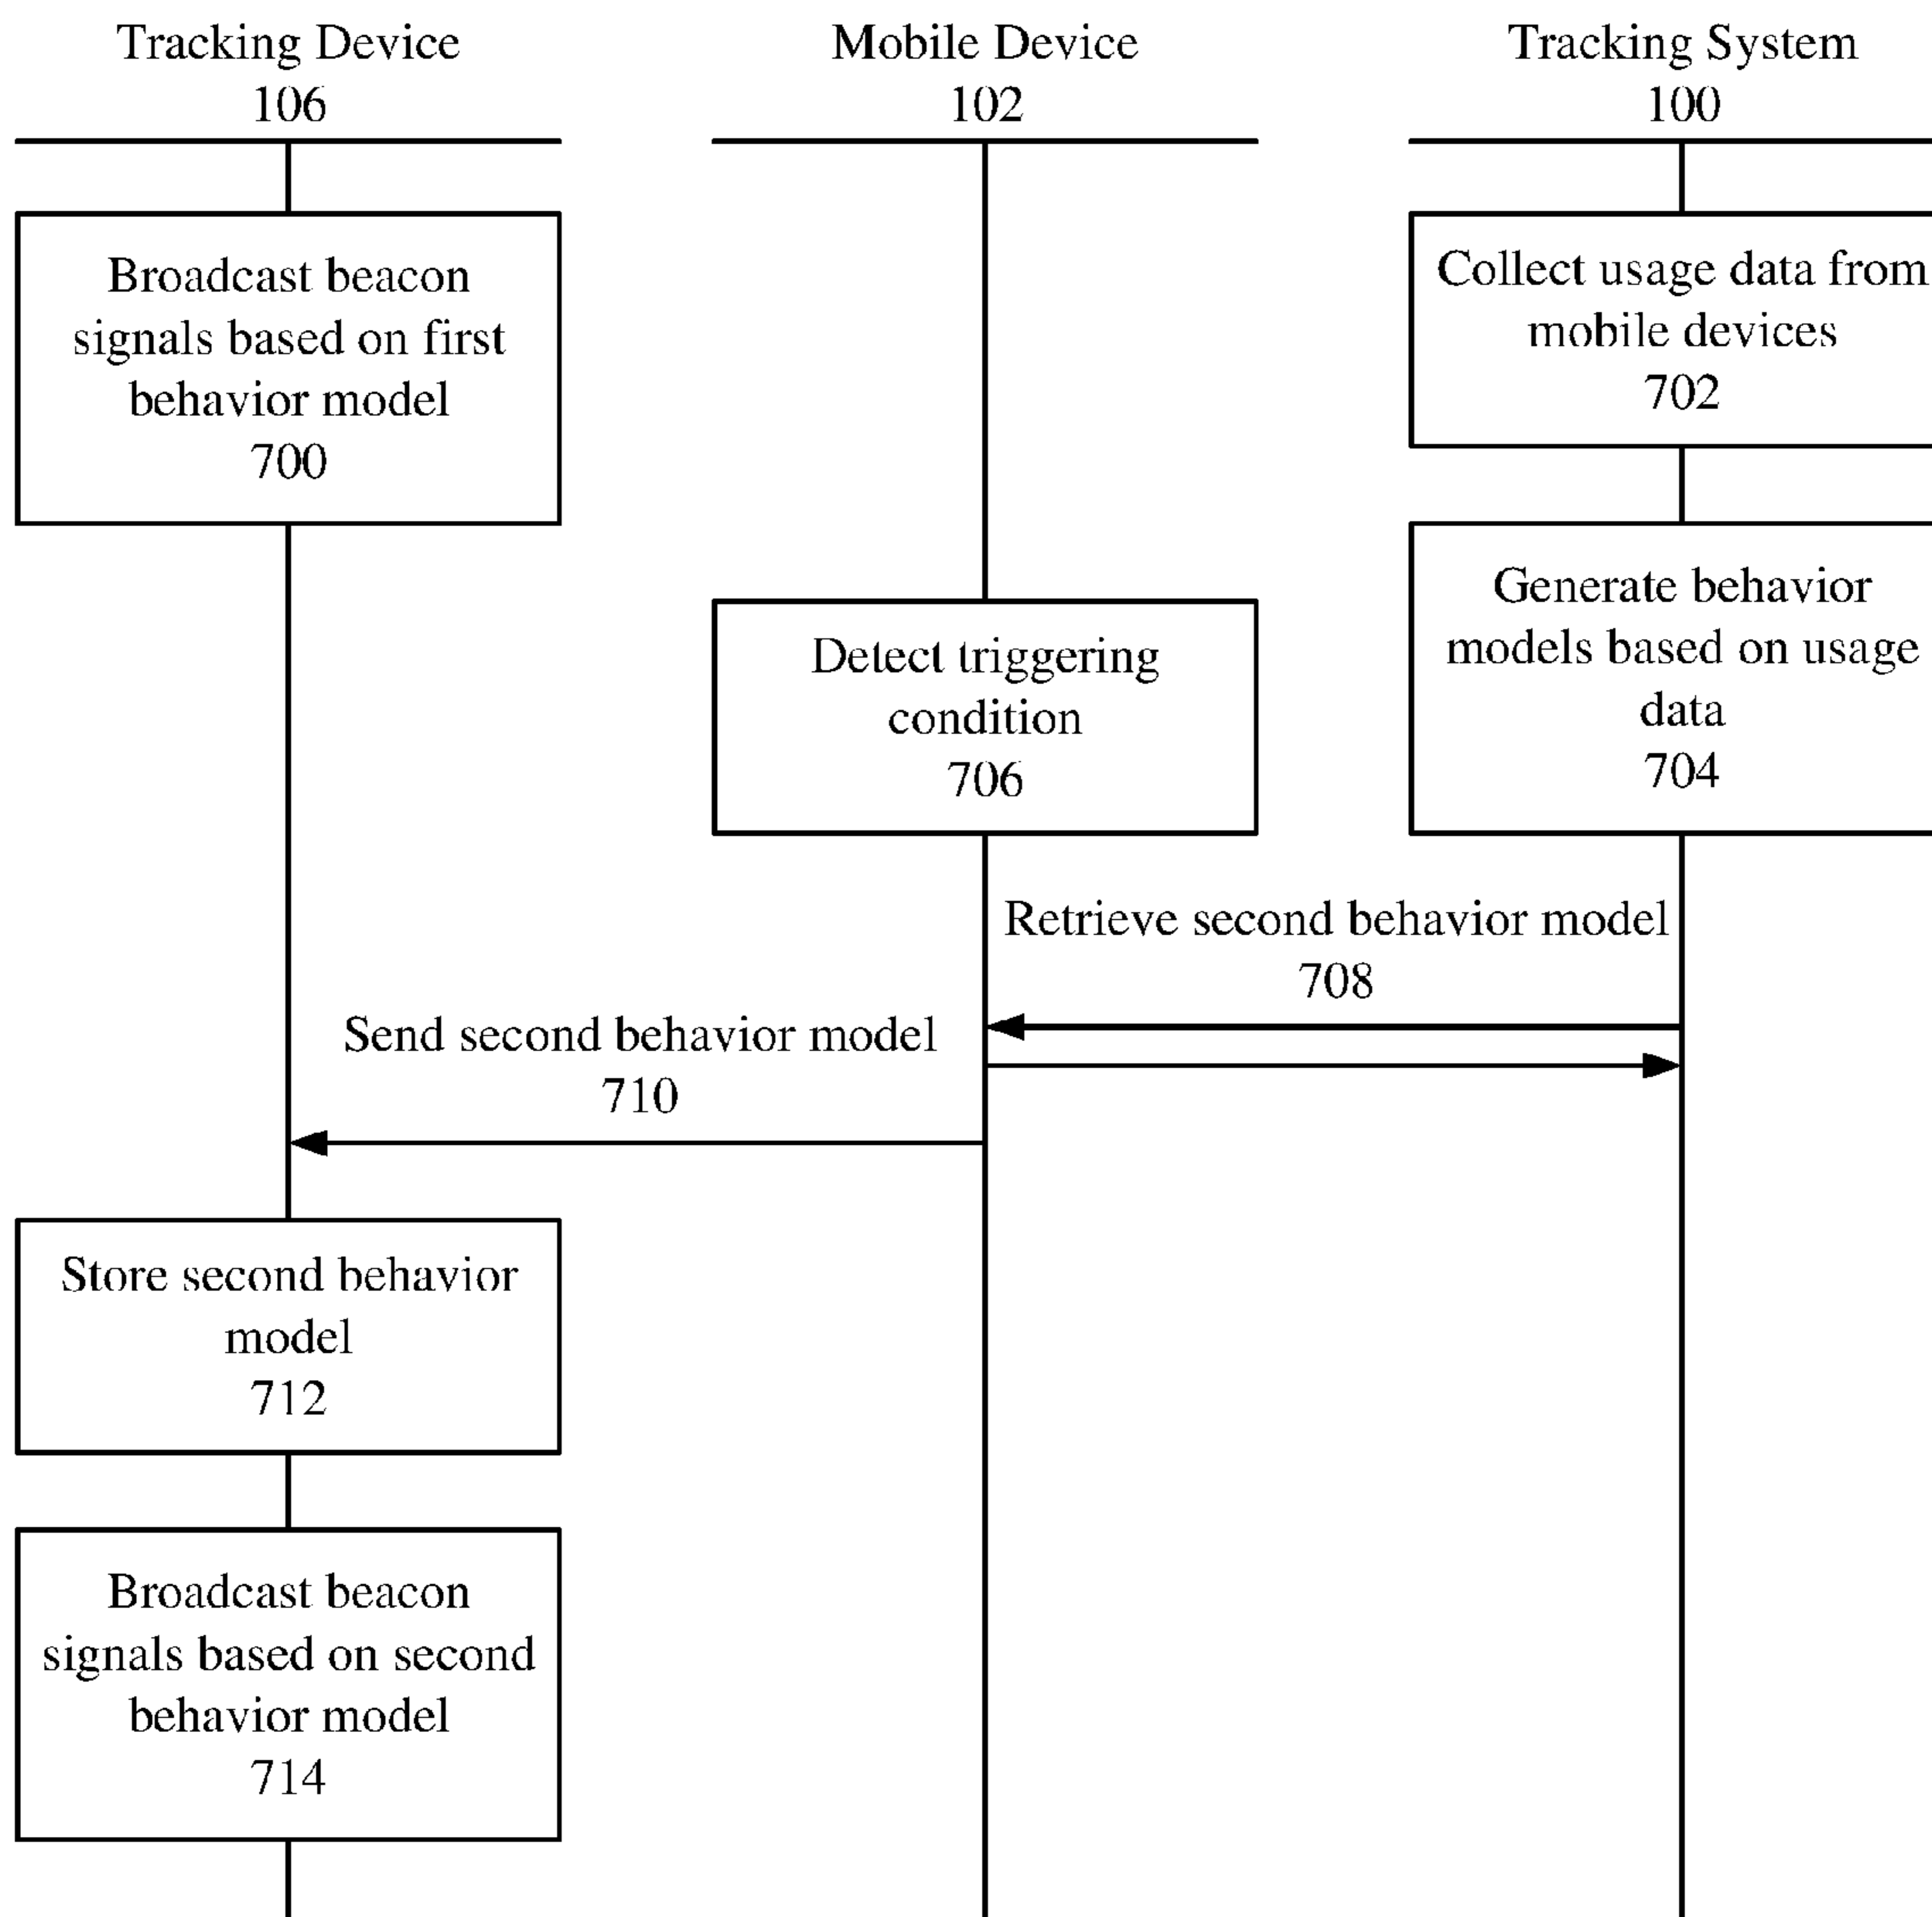 Tracking Device
106
Mobile Device
102
Tracking System
100
Broadcast beacon
signals based on first
behavior model
700
Collect usage data from
mobile devices
702
Detect triggering
condition
706
Generate behavior
models based on usage
data
704
Retrieve second behavior model
708
Send second behavior model
710
Store second behavior
model
712
Broadcast beacon
signals based on second
behavior model
714